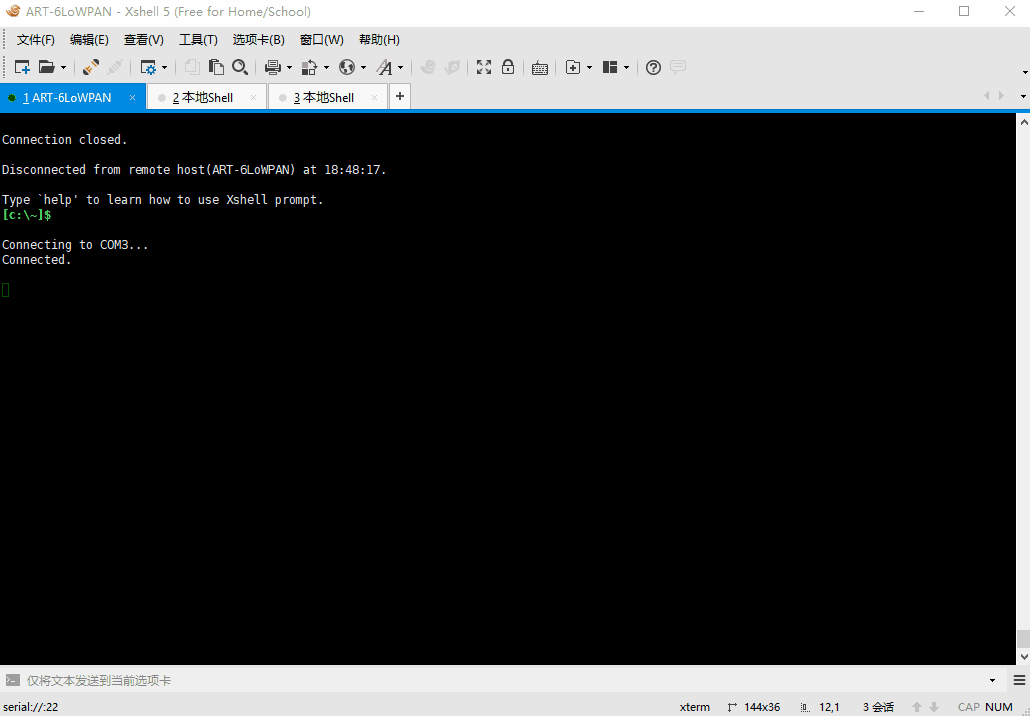 ART-6LoWPAN - Xshell 5 (Free for Home/School)
文件(F) 编辑(E) 查看(V) 工具(T) 选项卡(B) 窗口(W) 帮助(H)
1 ART-6LoWPAN × 2 本地Shell × 3 本地Shell × +
Connection closed.
Disconnected from remote host(ART-6LoWPAN) at 18:48:17.
Type `help' to learn how to use Xshell prompt.
[c:\~]$
Connecting to COM3...
Connected.
仅将文本发送到当前选项卡
serial://:22 xterm 144x36 12,1 3 会话 CAP NUM